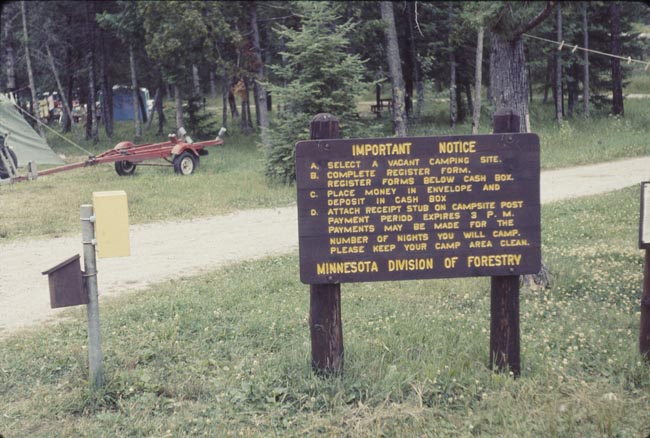 IMPORTANT NOTICE
A. SELECT A VACANT CAMPING SITE.
B. COMPLETE REGISTER FORM.
REGISTER FORMS BELOW CASH BOX.
C. PLACE MONEY IN ENVELOPE AND
DEPOSIT IN CASH BOX
D. ATTACH RECEIPT STUB ON CAMPSITE POST
PAYMENT PERIOD EXPIRES 3 P.M.
PAYMENTS MAY BE MADE FOR THE
NUMBER OF NIGHTS YOU WILL CAMP.
PLEASE KEEP YOUR CAMP AREA CLEAN.
MINNESOTA DIVISION OF FORESTRY